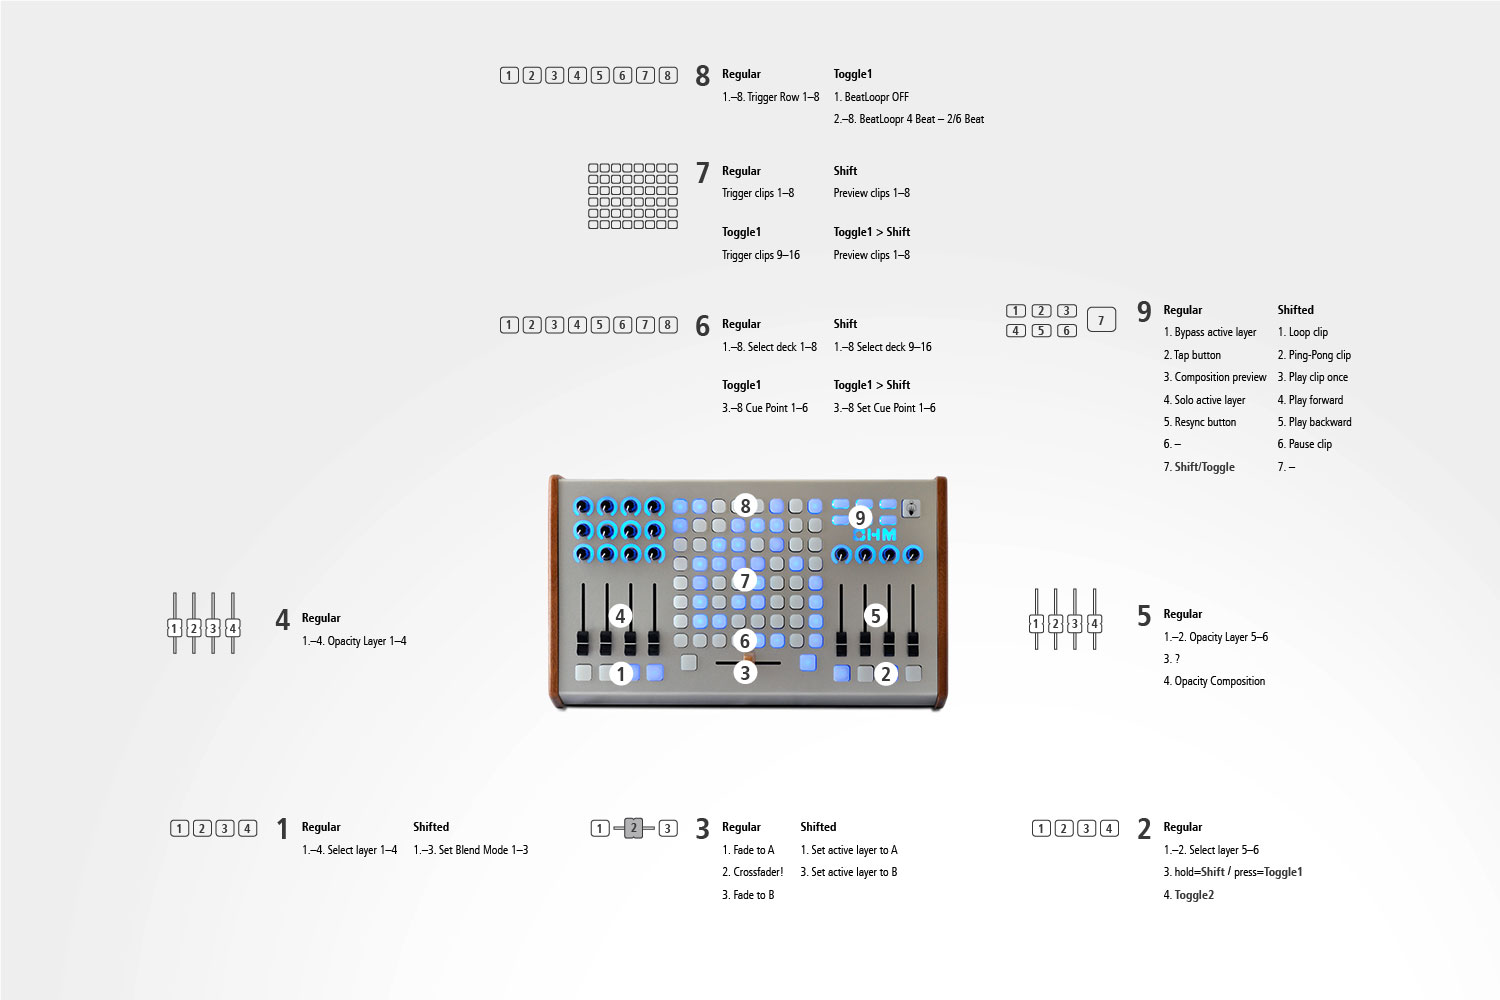 1 2 3 4 5 6 7 8
8
Regular
1.–8. Trigger Row 1–8
Toggle1
1. BeatLoopr OFF
2.–8. BeatLoopr 4 Beat – 2/6 Beat
7
Regular
Trigger clips 1–8
Shift
Preview clips 1–8
Toggle1
Trigger clips 9–16
Toggle1 > Shift
Preview clips 1–8
1 2 3 4 5 6 7 8
6
Regular
1.–8. Select deck 1–8
Shift
1.–8 Select deck 9–16
Toggle1
3.–8 Cue Point 1–6
Toggle1 > Shift
3.–8 Set Cue Point 1–6
1 2 3
4 5 6
7
9
Regular
1. Bypass active layer
2. Tap button
3. Composition preview
4. Solo active layer
5. Resync button
6. –
7. Shift/Toggle
Shifted
1. Loop clip
2. Ping-Pong clip
3. Play clip once
4. Play forward
5. Play backward
6. Pause clip
7. –
8
9
OHM
7
4
5
6
1
3
2
1 2 3 4
4
Regular
1.–4. Opacity Layer 1–4
1 2 3 4
5
Regular
1.–2. Opacity Layer 5–6
3. ?
4. Opacity Composition
1 2 3 4
1
Regular
1.–4. Select layer 1–4
Shifted
1.–3. Set Blend Mode 1–3
1 2 3
3
Regular
1. Fade to A
2. Crossfader!
3. Fade to B
Shifted
1. Set active layer to A
3. Set active layer to B
1 2 3 4
2
Regular
1.–2. Select layer 5–6
3. hold=Shift / press=Toggle1
4. Toggle2